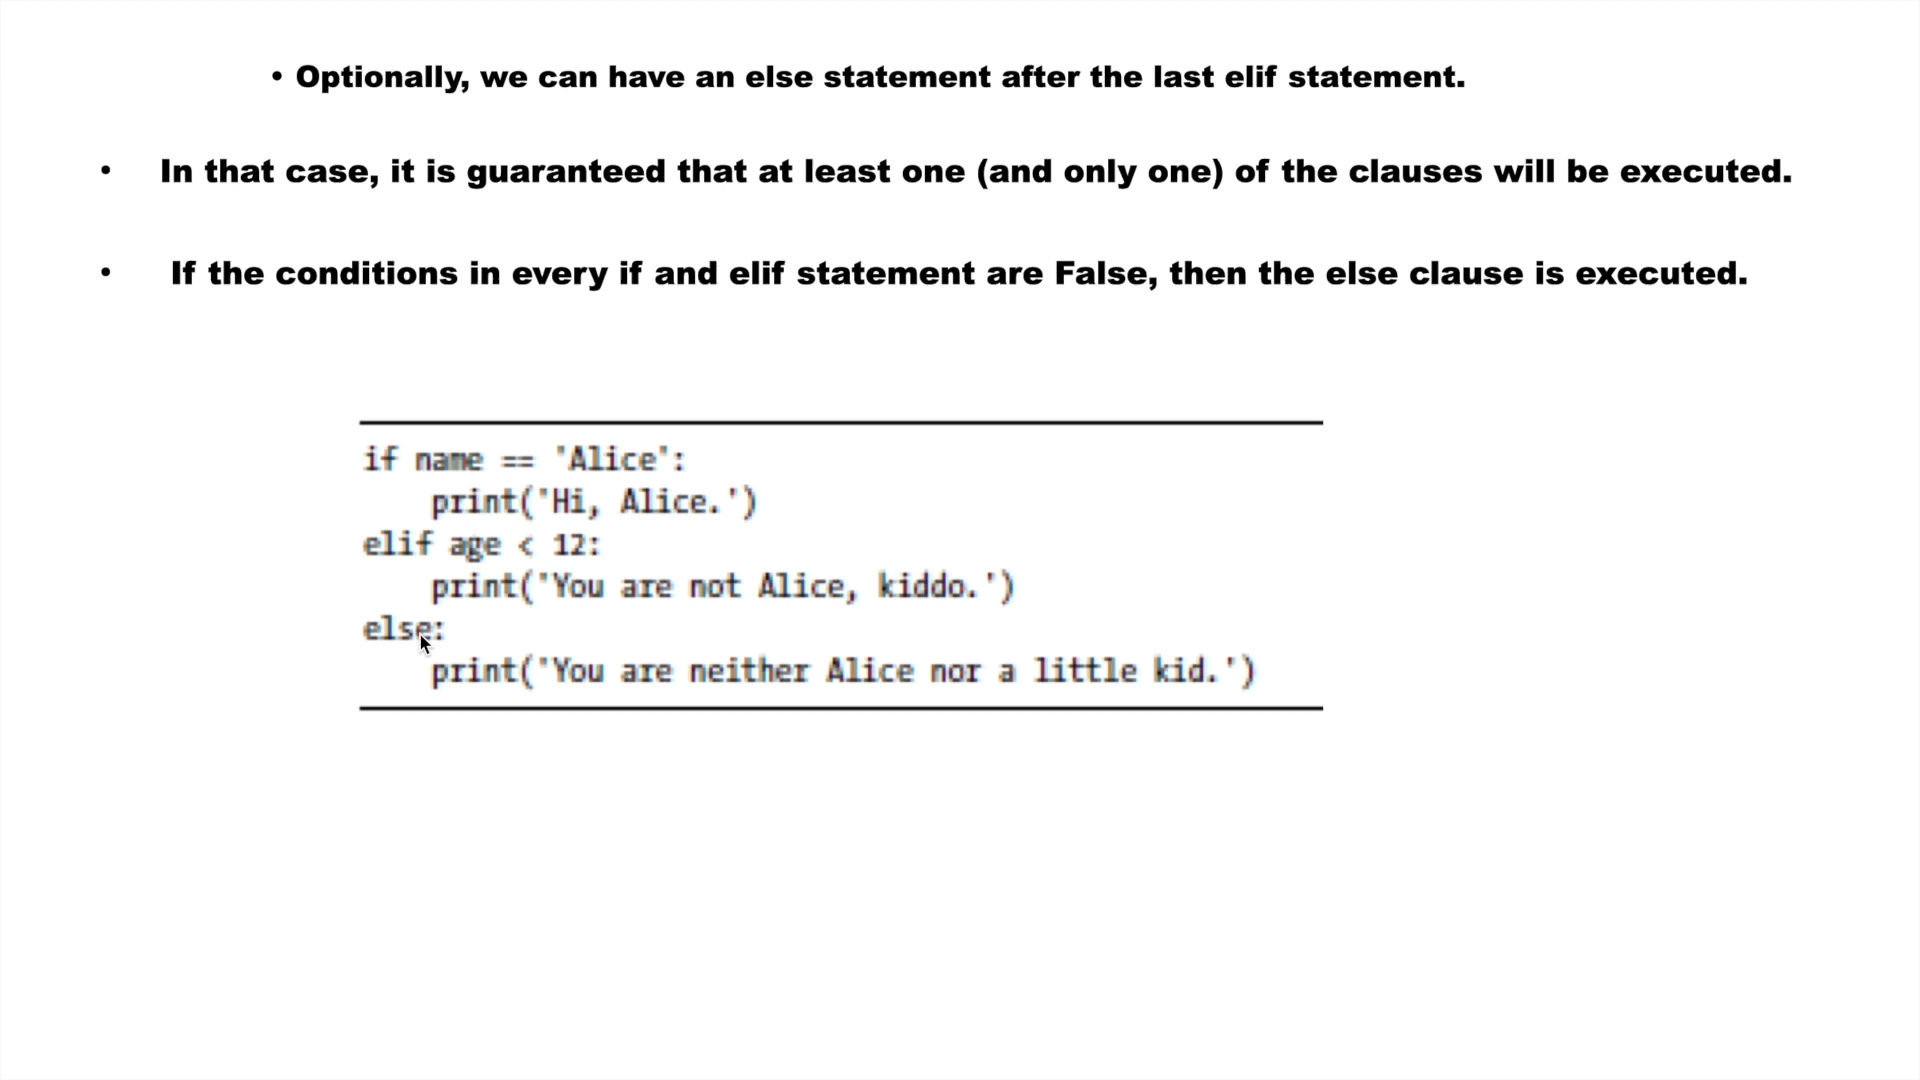 • Optionally, we can have an else statement after the last elif statement.
• In that case, it is guaranteed that at least one (and only one) of the clauses will be executed.
• If the conditions in every if and elif statement are False, then the else clause is executed.
if name == 'Alice':
    print('Hi, Alice.')
elif age < 12:
    print('You are not Alice, kiddo.')
else:
    print('You are neither Alice nor a little kid.')